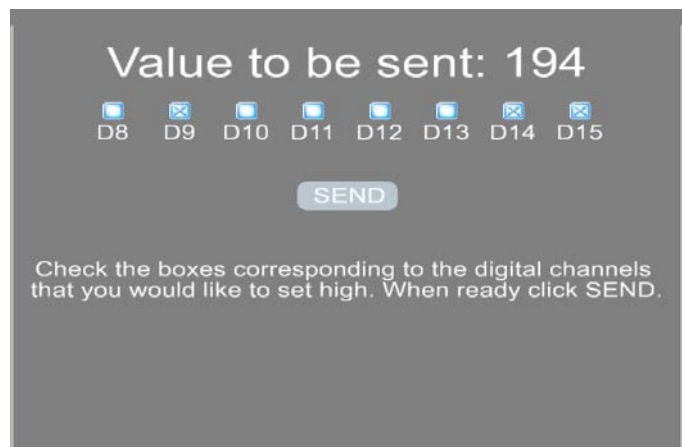 Value to be sent: 194
D8 D9 D10 D11 D12 D13 D14 D15
SEND
Check the boxes corresponding to the digital channels
that you would like to set high. When ready click SEND.